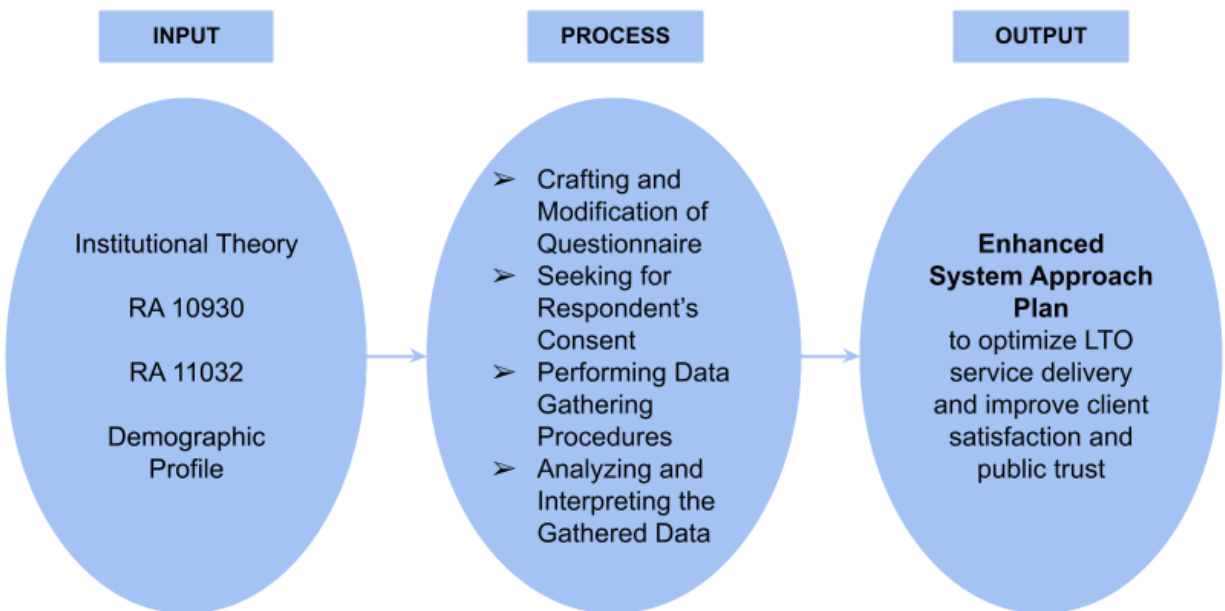 INPUT
PROCESS
OUTPUT
Institutional Theory
RA 10930
RA 11032
Demographic
Profile
➢ Crafting and
Modification of
Questionnaire
➢ Seeking for
Respondent's
Consent
➢ Performing Data
Gathering
Procedures
➢ Analyzing and
Interpreting the
Gathered Data
Enhanced
System Approach
Plan
to optimize LTO
service delivery
and improve client
satisfaction and
public trust